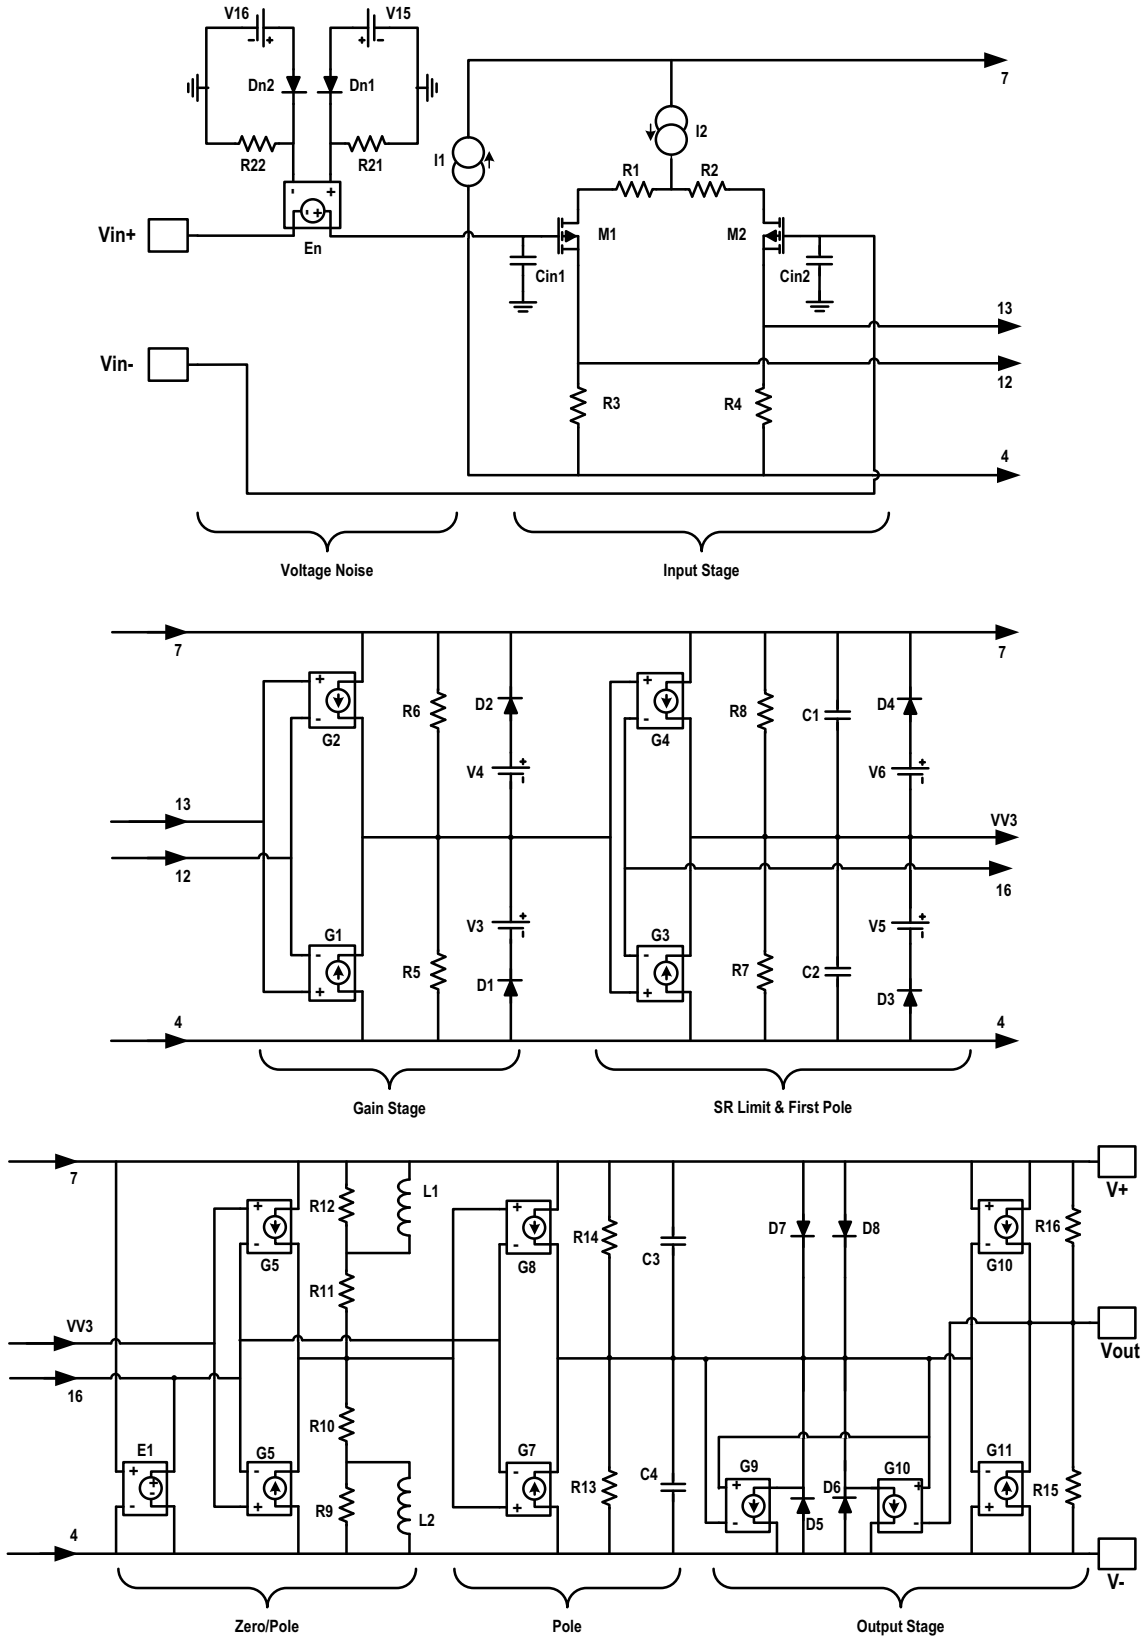 V16 V15
- + + -
Dn2 Dn1
R22 R21
- +
- +
En
Vin+
Vin-
I1
I2
7
R1 R2
M1 M2
Cin1 Cin2
13
12
R3 R4
4
Voltage Noise
Input Stage
7 7
+ +
- -
G2 R6 D2 G4 R8 C1 D4
V4 + - V6 + -
13
12
VV3
16
V3 + - V5 + -
G1 G3
- -
+ +
R5 D1 R7 C2 D3
4 4
Gain Stage
SR Limit & First Pole
7
V+
R12 L1
+ + +
- - -
G5 G8 R14 C3 D7 D8 G10 R16
R11
VV3
Vout
16
R10
E1 G5 G7 G9 D6 G10 G11
+ - + -
- +
- +
R9 L2 R13 C4
+ -
D5
+ -
- +
R15
4
V-
Zero/Pole
Pole
Output Stage